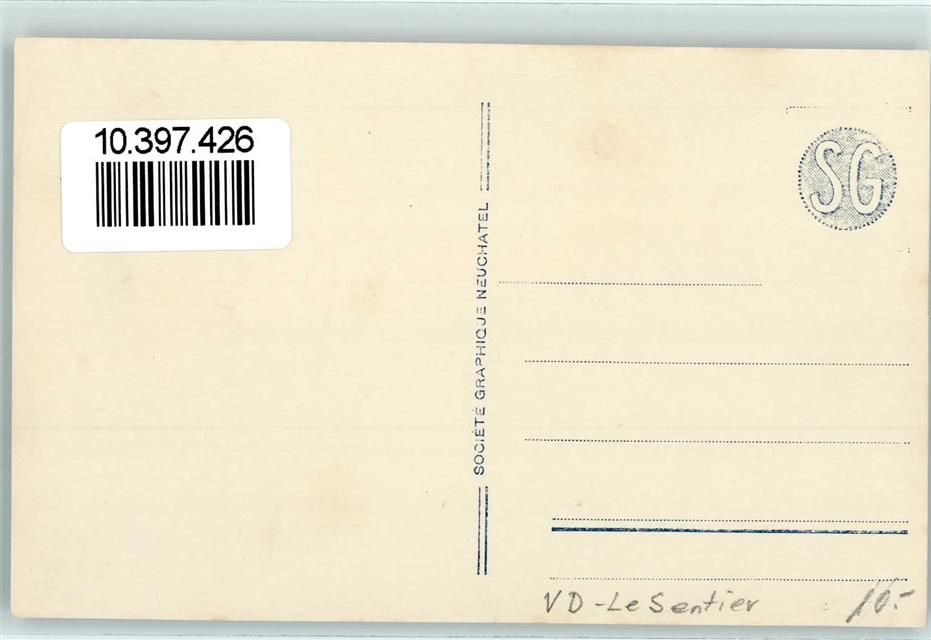 10.397.426
SOCIÉTÉ GRAPHIQUE NEUCHATEL
SG
VD - Le Sentier
10.-